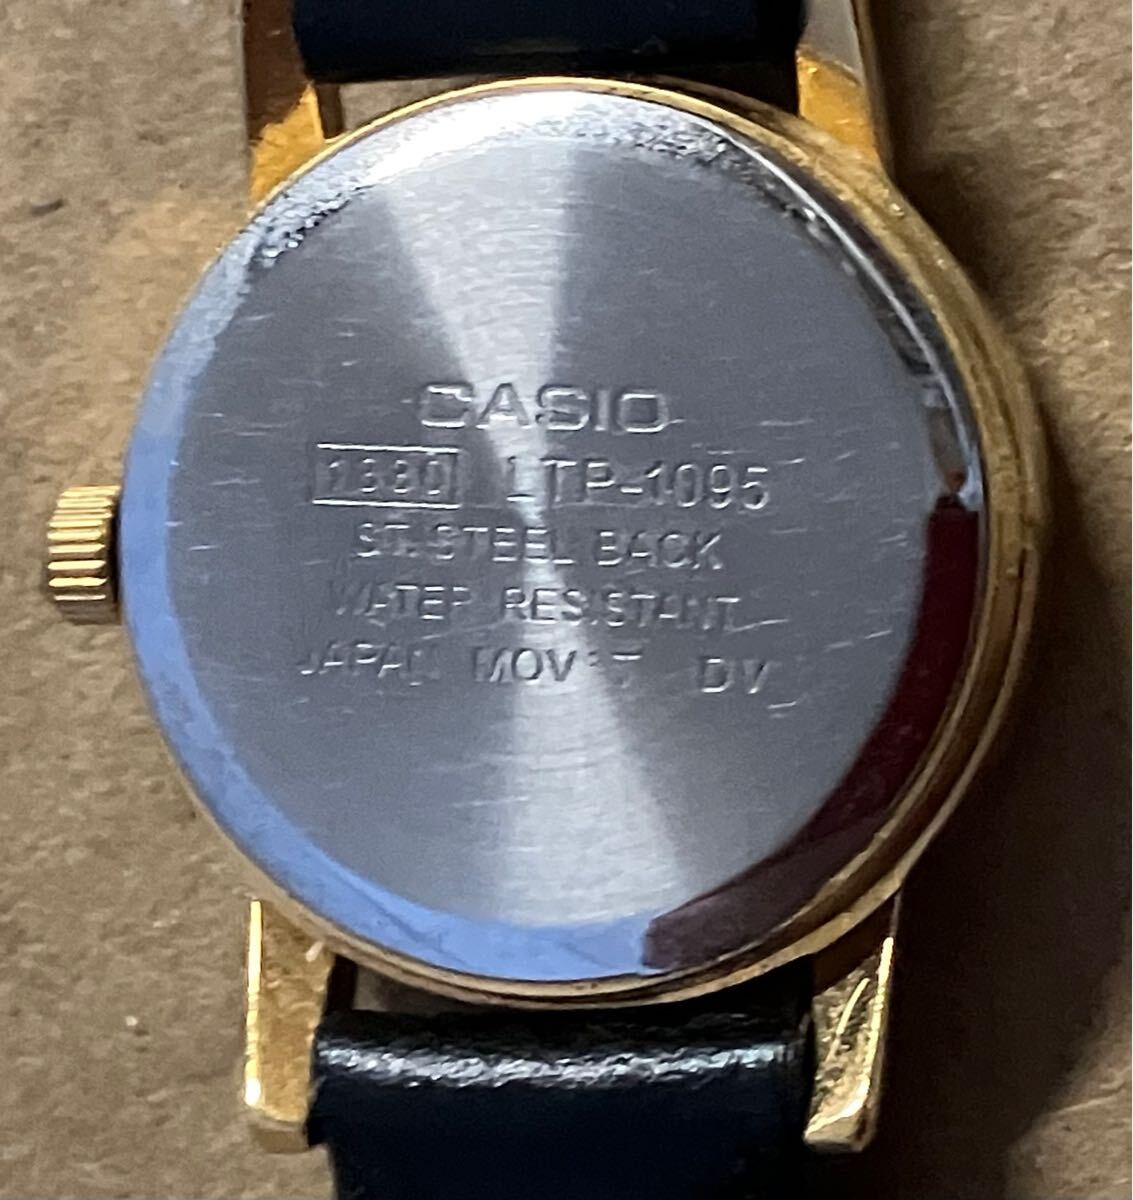 CASIO
1330 LTP-1095
ST. STEEL BACK
WATER RESISTANT
JAPAN MOV'T DV